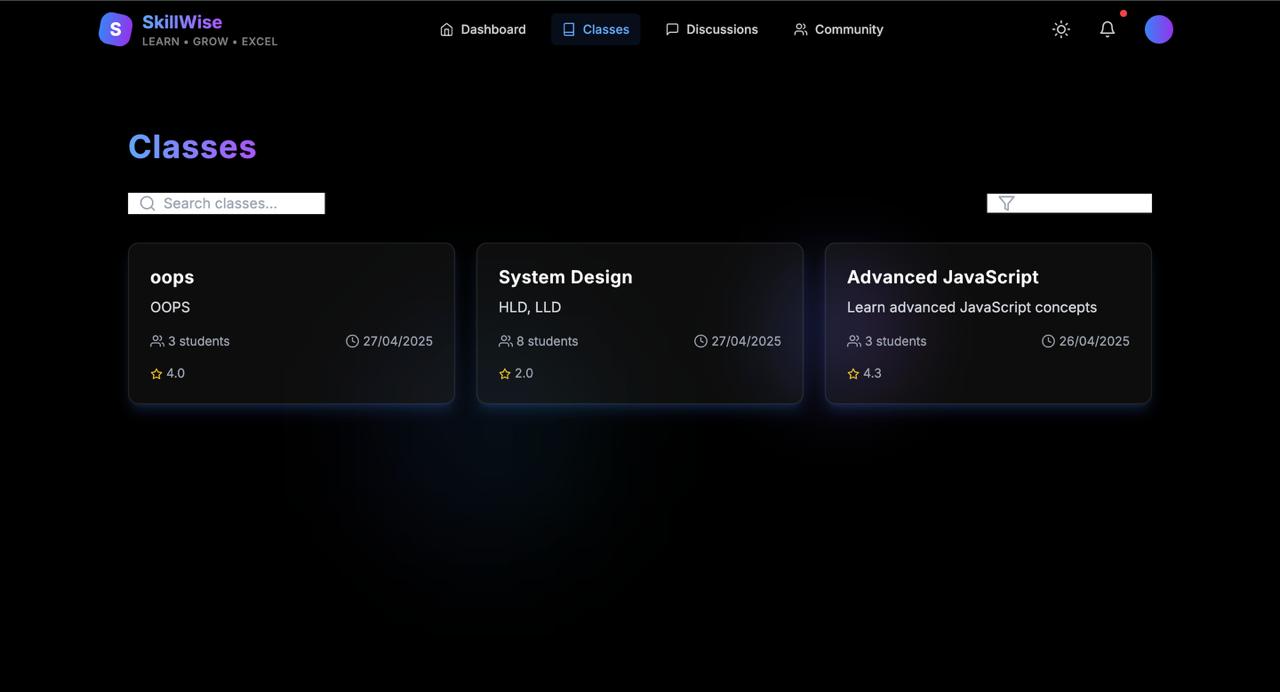 S
SkillWise
LEARN • GROW • EXCEL
Dashboard
Classes
Discussions
Community
Classes
Search classes...
oops
OOPS
3 students
27/04/2025
4.0
System Design
HLD, LLD
8 students
27/04/2025
2.0
Advanced JavaScript
Learn advanced JavaScript concepts
3 students
26/04/2025
4.3